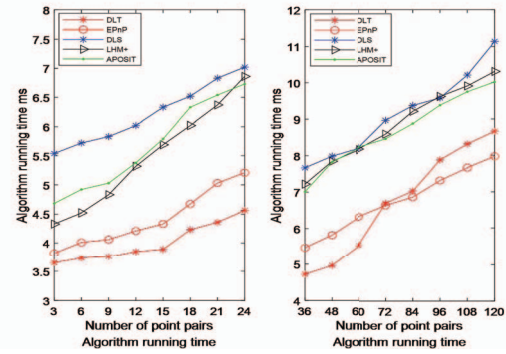 8
7.5
7
6.5
6
5.5
5
4.5
4
3.5
3
DLT
EPnP
DLS
LHM+
APOSIT
Algorithm running time ms
3 6 9 12 15 18 21 24
Number of point pairs
Algorithm running time
12
11
10
9
8
7
6
5
4
DLT
EPnP
DLS
LHM+
APOSIT
Algorithm running time ms
36 48 60 72 84 96 108 120
Number of point pairs
Algorithm running time